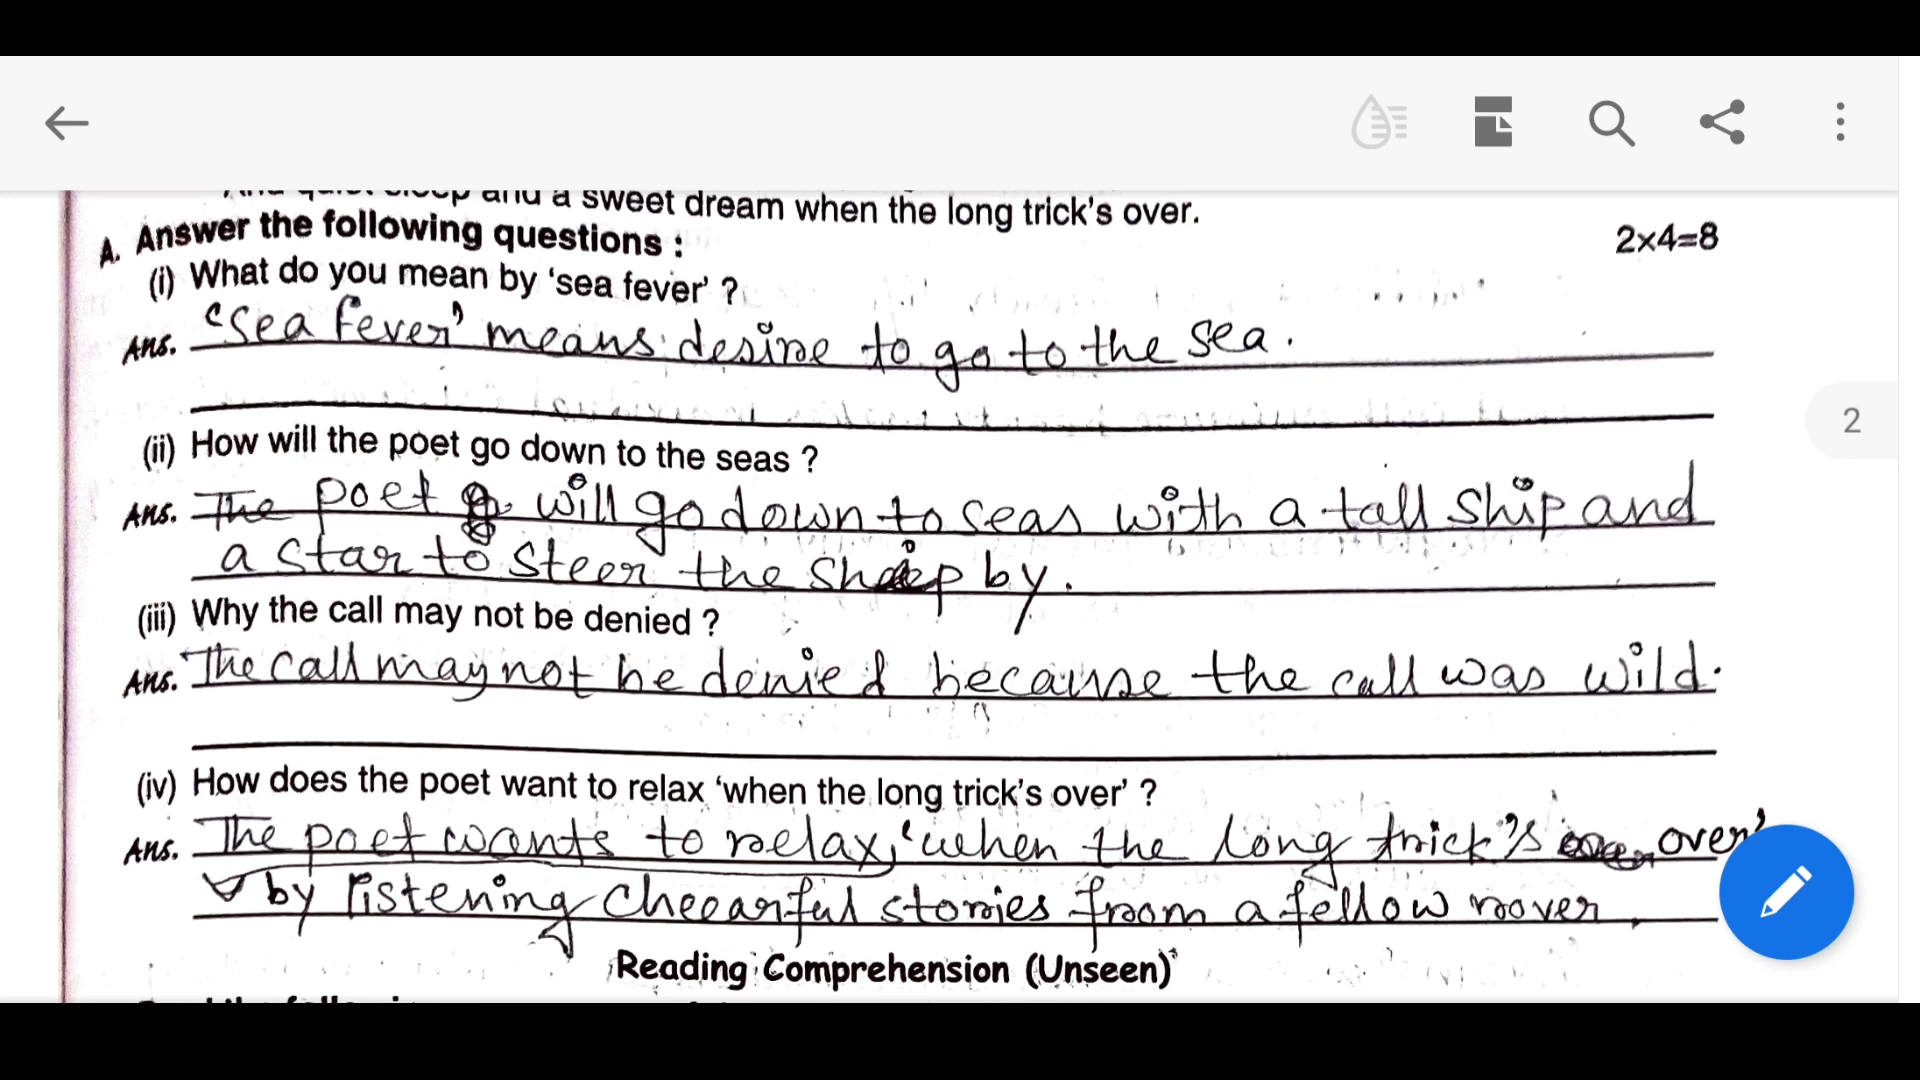 and a sweet dream when the long trick's over.
A. Answer the following questions :
2×4=8
(i) What do you mean by 'sea fever' ?
Ans. 'Sea fever' means desire to go to the sea.
2
(ii) How will the poet go down to the seas ?
Ans. The poet will go down to seas with a tall ship and
a star to steer the ship by.
(iii) Why the call may not be denied ?
Ans. The call may not be denied because the call was wild.
(iv) How does the poet want to relax 'when the long trick's over' ?
Ans. The poet wants to relax, 'when the long trick's over'
by listening cheearful stories from a fellow rover.
Reading Comprehension (Unseen)